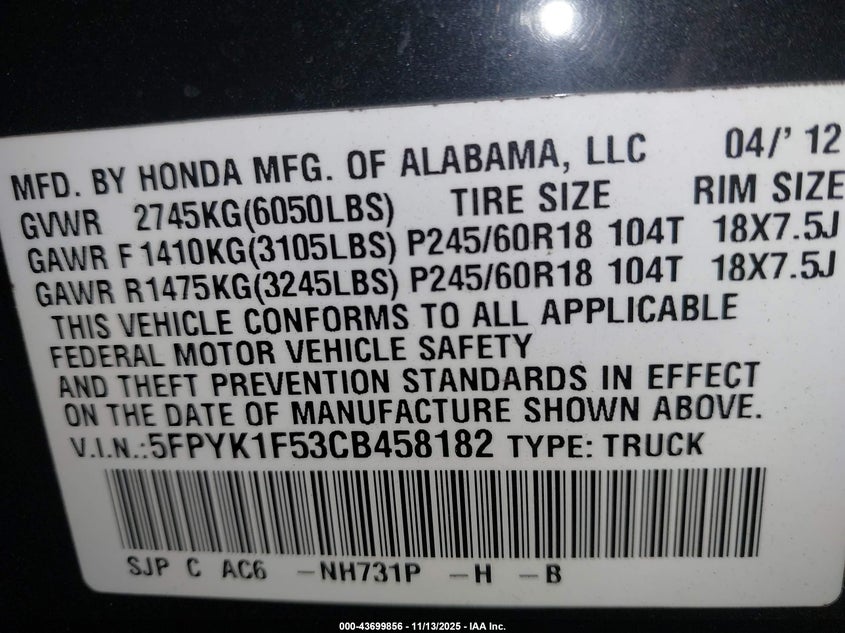 MFD. BY HONDA MFG. OF ALABAMA, LLC 04/' 12
GVWR 2745KG(6050LBS) TIRE SIZE RIM SIZE
GAWR F 1410KG(3105LBS) P245/60R18 104T 18X7.5J
GAWR R1475KG(3245LBS) P245/60R18 104T 18X7.5J
THIS VEHICLE CONFORMS TO ALL APPLICABLE
FEDERAL MOTOR VEHICLE SAFETY
AND THEFT PREVENTION STANDARDS IN EFFECT
ON THE DATE OF MANUFACTURE SHOWN ABOVE.
V.I.N.:5FPYK1F53CB458182 TYPE: TRUCK
SJP C AC6 -NH731P -H -B
000-43699856 - 11/13/2025 - IAA Inc.